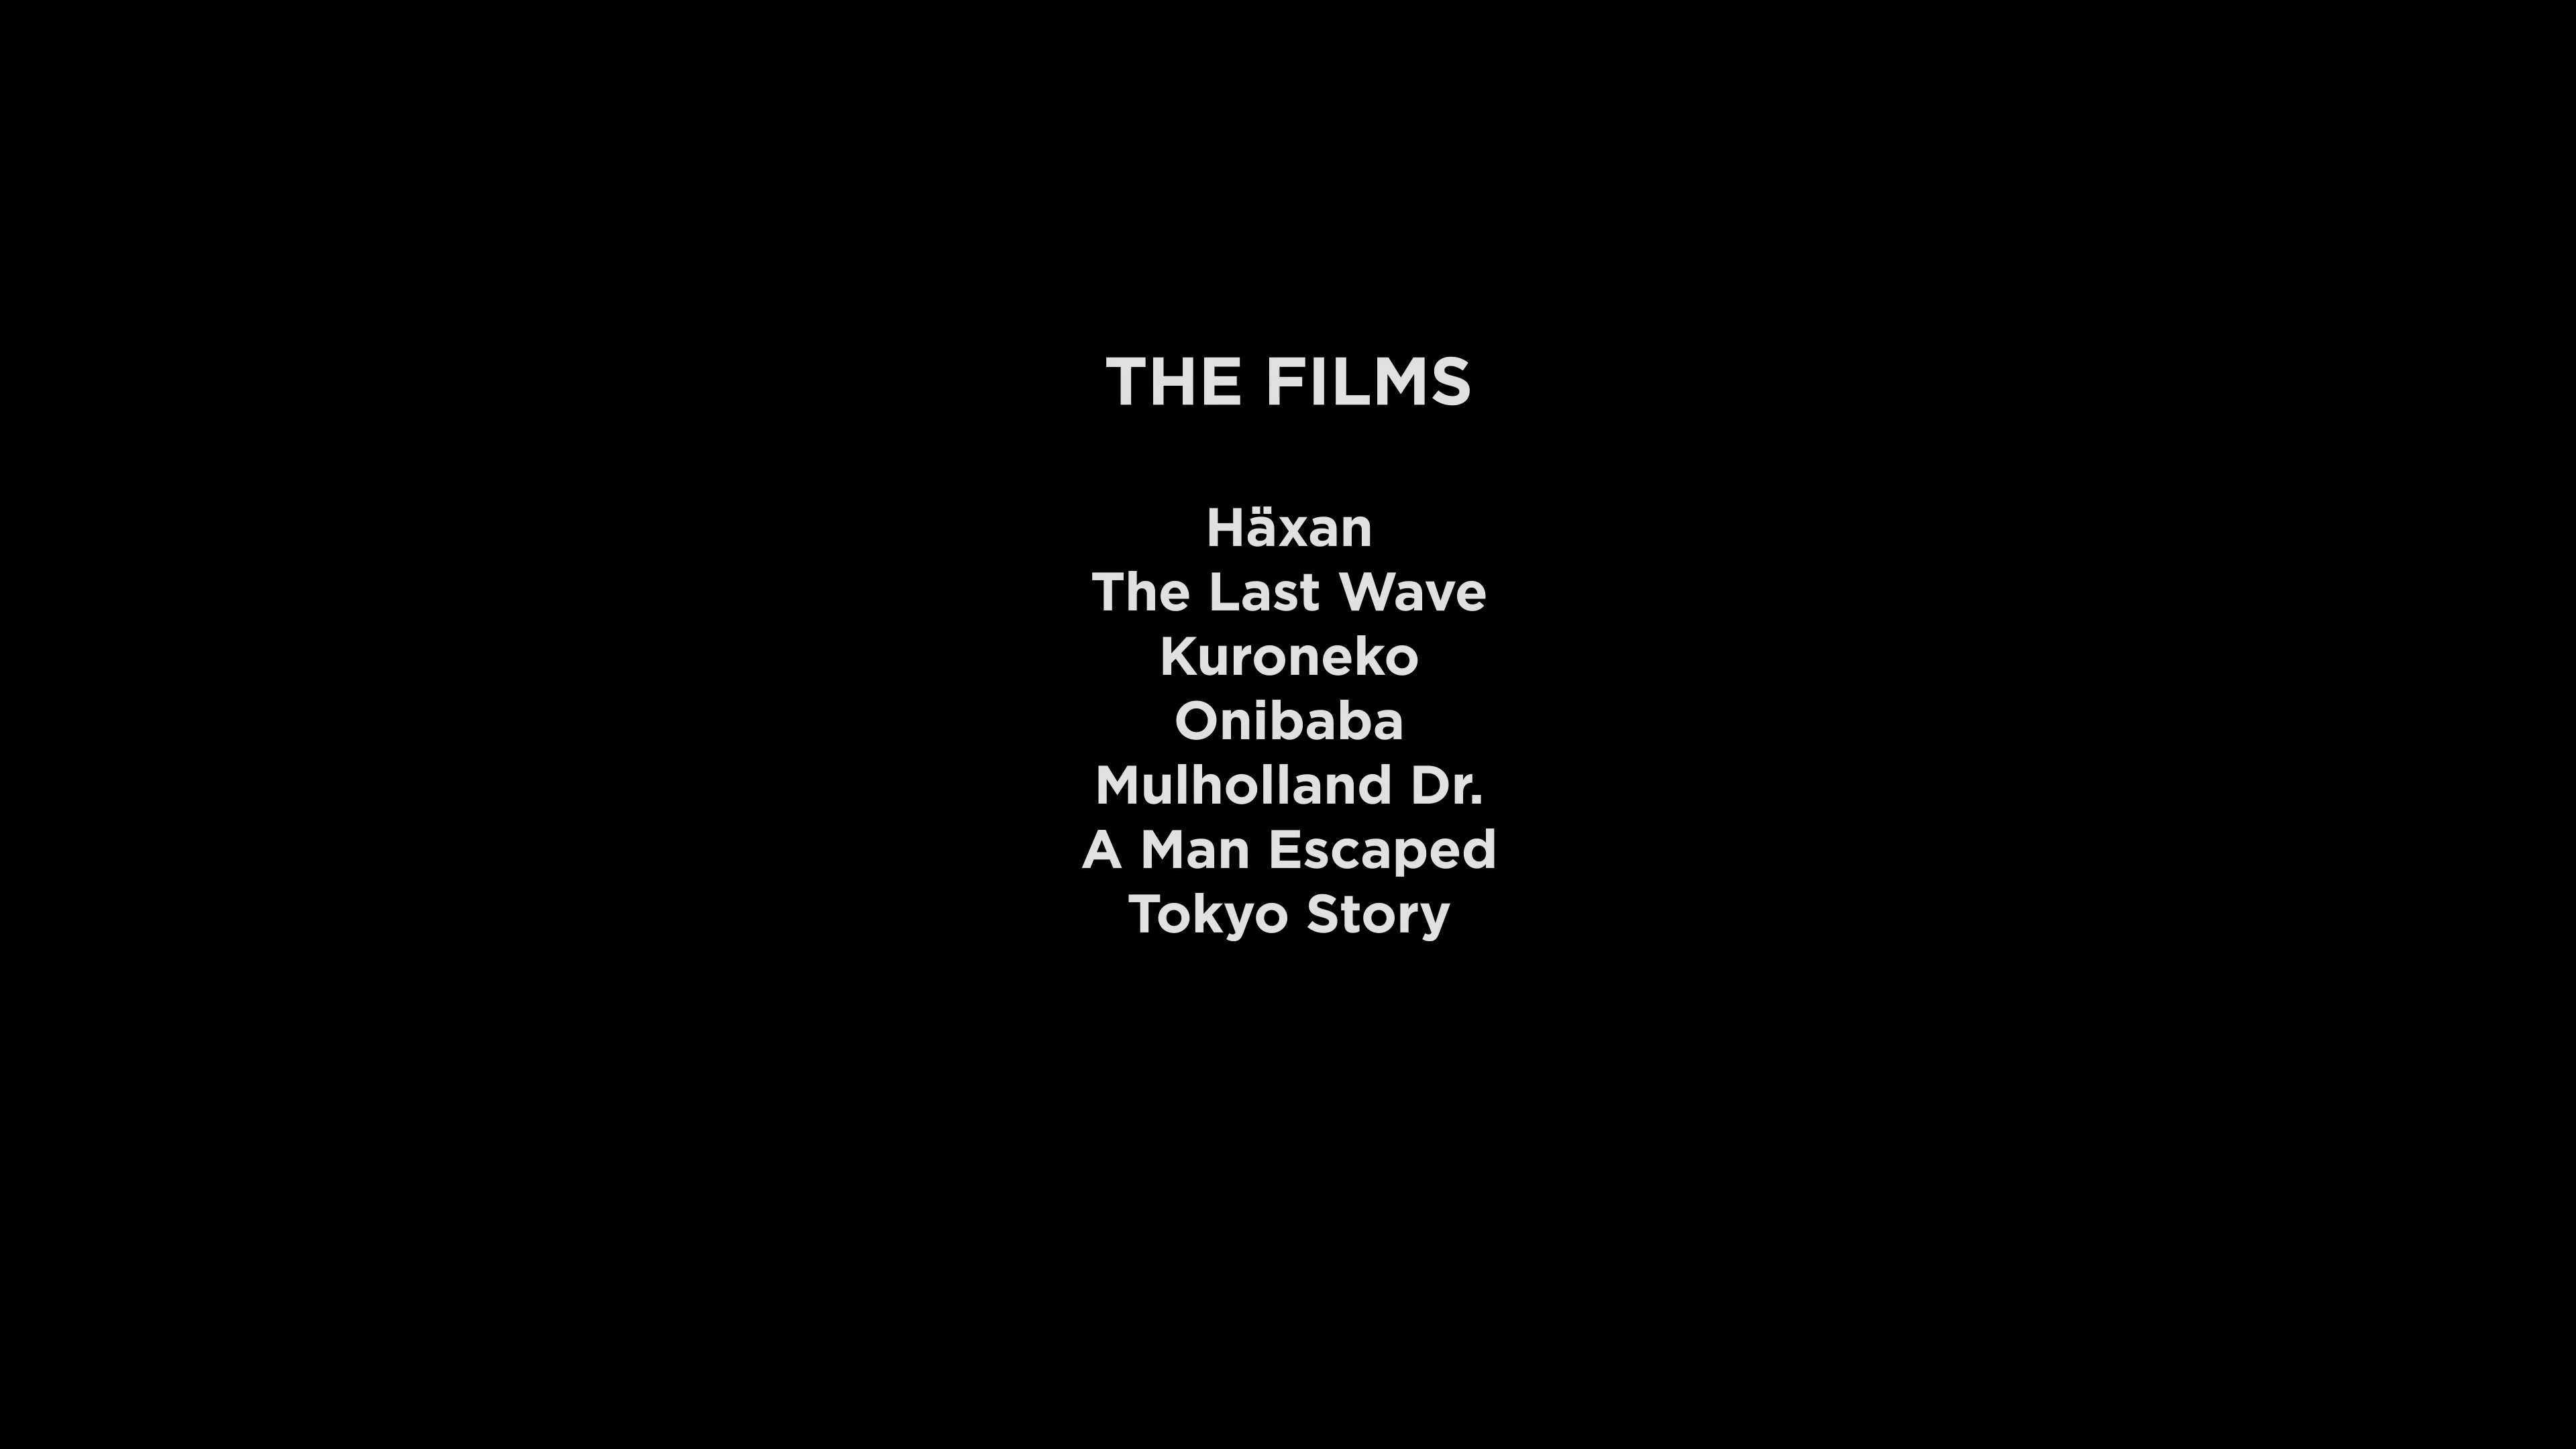 THE FILMS
Häxan
The Last Wave
Kuroneko
Onibaba
Mulholland Dr.
A Man Escaped
Tokyo Story